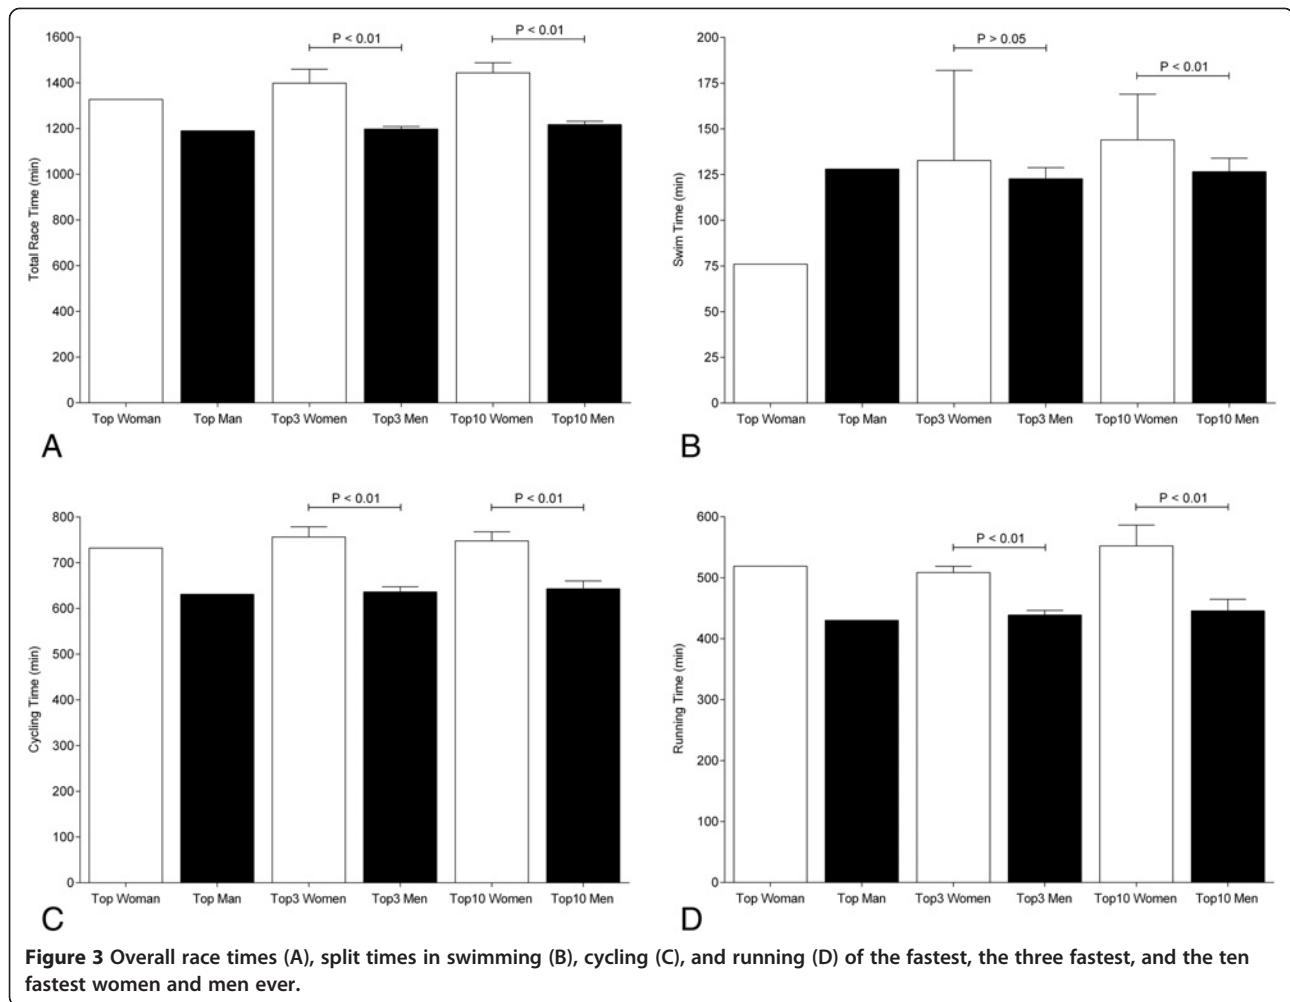 P < 0.01
P < 0.01
Total Race Time (min)
1600
1400
1200
1000
800
600
400
200
0
Top Woman Top Man Top3 Women Top3 Men Top10 Women Top10 Men
A
P > 0.05
P < 0.01
Swim Time (min)
200
175
150
125
100
75
50
25
0
Top Woman Top Man Top3 Women Top3 Men Top10 Women Top10 Men
B
P < 0.01
P < 0.01
Cycling Time (min)
800
700
600
500
400
300
200
100
0
Top Woman Top Man Top3 Women Top3 Men Top10 Women Top10 Men
C
P < 0.01
P < 0.01
Running Time (min)
600
500
400
300
200
100
0
Top Woman Top Man Top3 Women Top3 Men Top10 Women Top10 Men
D
Figure 3 Overall race times (A), split times in swimming (B), cycling (C), and running (D) of the fastest, the three fastest, and the ten
fastest women and men ever.